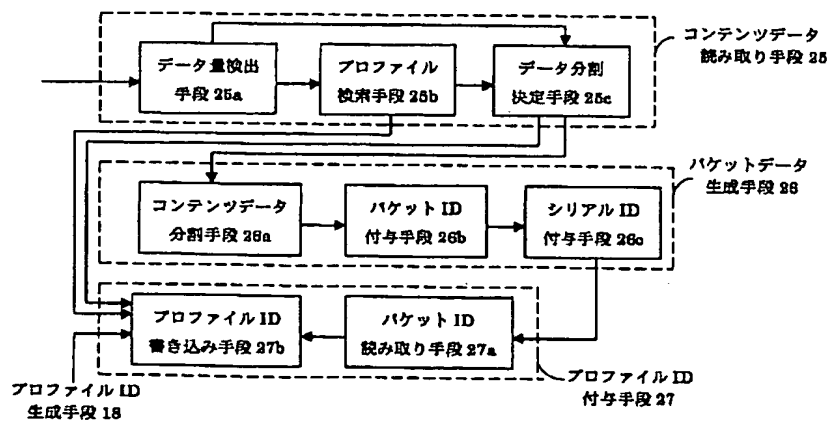 コンテンツデータ
読み取り手段 25
データ量検出
手段 25a
プロファイル
検索手段 25b
データ分割
決定手段 25c
パケットデータ
生成手段 26
コンテンツデータ
分割手段 26a
パケット ID
付与手段 26b
シリアル ID
付与手段 26c
プロファイル ID
書き込み手段 27b
パケット ID
読み取り手段 27a
プロファイル ID
生成手段 18
プロファイル ID
付与手段 27